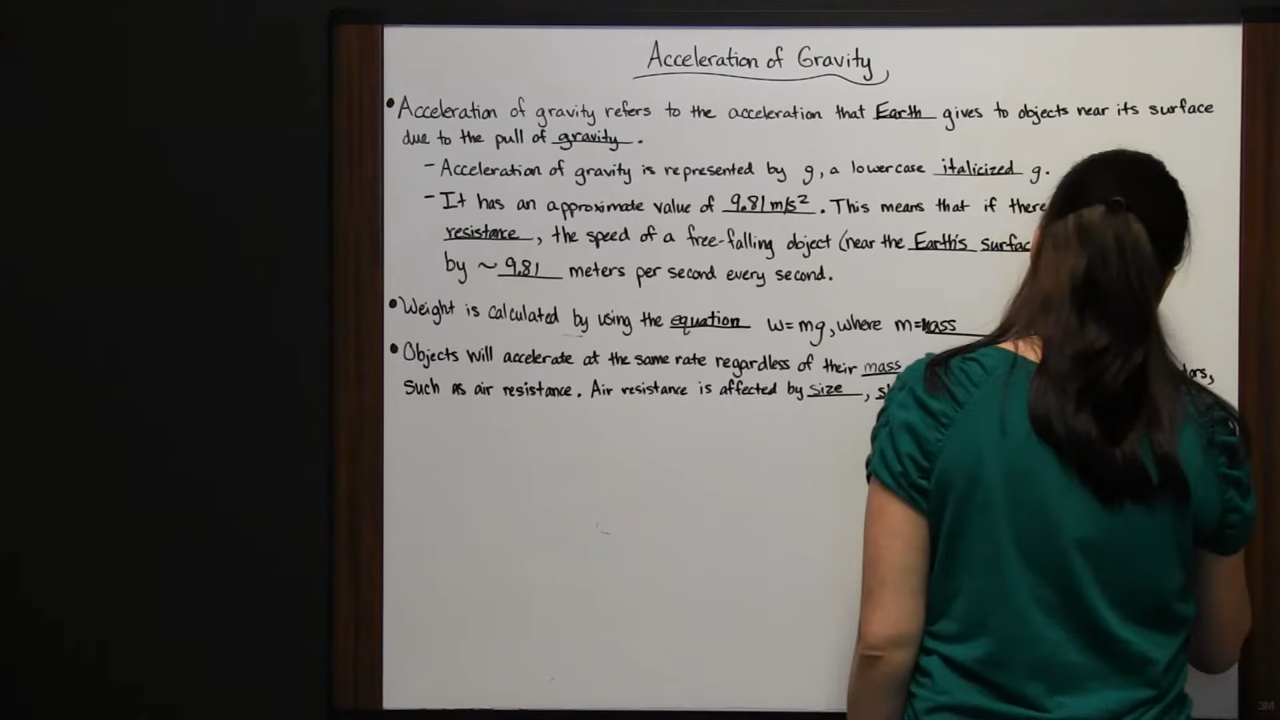 Acceleration of Gravity
• Acceleration of gravity refers to the acceleration that Earth gives to objects near its surface
due to the pull of gravity.
– Acceleration of gravity is represented by g, a lowercase italicized g.
– It has an approximate value of 9.81 m/s². This means that if there
resistance, the speed of a free-falling object (near the Earth's surfac
by ~ 9.81 meters per second every second.
• Weight is calculated by using the equation W=mg, where m=mass
• Objects will accelerate at the same rate regardless of their mass
such as air resistance. Air resistance is affected by size, s
3M